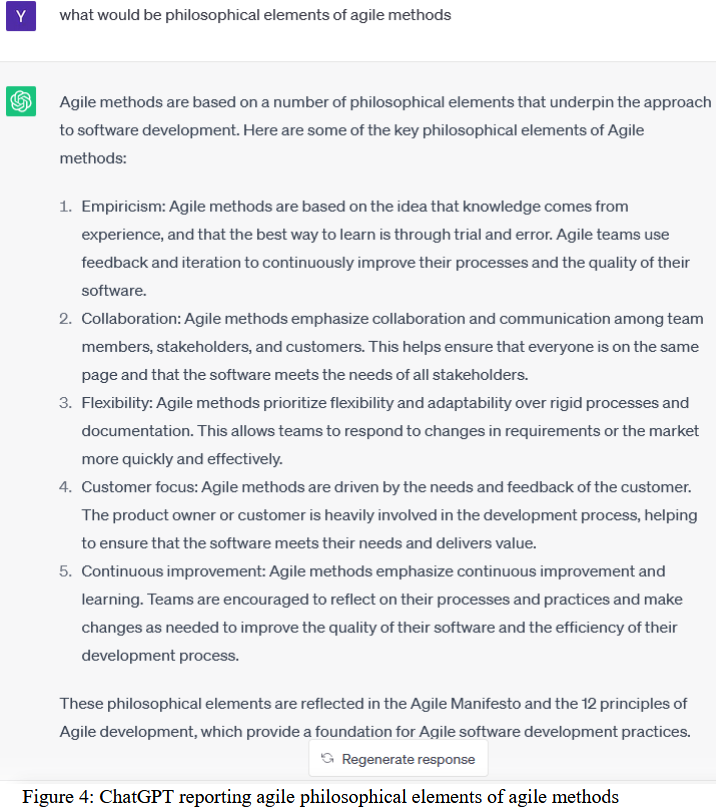 Y
what would be philosophical elements of agile methods
Agile methods are based on a number of philosophical elements that underpin the approach
to software development. Here are some of the key philosophical elements of Agile
methods:
1. Empiricism: Agile methods are based on the idea that knowledge comes from
experience, and that the best way to learn is through trial and error. Agile teams use
feedback and iteration to continuously improve their processes and the quality of their
software.
2. Collaboration: Agile methods emphasize collaboration and communication among team
members, stakeholders, and customers. This helps ensure that everyone is on the same
page and that the software meets the needs of all stakeholders.
3. Flexibility: Agile methods prioritize flexibility and adaptability over rigid processes and
documentation. This allows teams to respond to changes in requirements or the market
more quickly and effectively.
4. Customer focus: Agile methods are driven by the needs and feedback of the customer.
The product owner or customer is heavily involved in the development process, helping
to ensure that the software meets their needs and delivers value.
5. Continuous improvement: Agile methods emphasize continuous improvement and
learning. Teams are encouraged to reflect on their processes and practices and make
changes as needed to improve the quality of their software and the efficiency of their
development process.
These philosophical elements are reflected in the Agile Manifesto and the 12 principles of
Agile development, which provide a foundation for Agile software development practices.
Regenerate response
Figure 4: ChatGPT reporting agile philosophical elements of agile methods